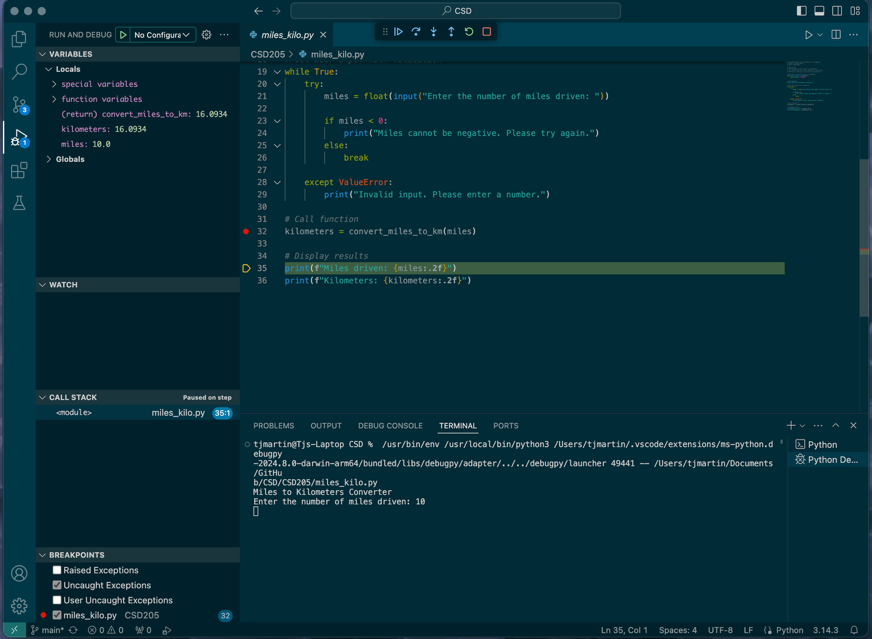 CSD
RUN AND DEBUG
No Configura
miles_kilo.py
CSD205 > miles_kilo.py
VARIABLES
Locals
special variables
function variables
(return) convert_miles_to_km: 16.0934
kilometers: 16.0934
miles: 10.0
Globals
WATCH
CALL STACK
Paused on step
<module>
miles_kilo.py
35:1
BREAKPOINTS
Raised Exceptions
Uncaught Exceptions
User Uncaught Exceptions
miles_kilo.py CSD205
32
3
1
19 while True:
20 try:
21 miles = float(input("Enter the number of miles driven: "))
22
23 if miles < 0:
24 print("Miles cannot be negative. Please try again.")
25 else:
26 break
27
28 except ValueError:
29 print("Invalid input. Please enter a number.")
30
31 # Call function
32 kilometers = convert_miles_to_km(miles)
33
34 # Display results
35 print(f"Miles driven: {miles:.2f}")
36 print(f"Kilometers: {kilometers:.2f}")
PROBLEMS OUTPUT DEBUG CONSOLE TERMINAL PORTS
tjmartin@Tjs-Laptop CSD % /usr/bin/env /usr/local/bin/python3 /Users/tjmartin/.vscode/extensions/ms-python.d
ebugpy
-2024.8.0-darwin-arm64/bundled/libs/debugpy/adapter/../../debugpy/launcher 49441 -- /Users/tjmartin/Documents
/GitHu
b/CSD/CSD205/miles_kilo.py
Miles to Kilometers Converter
Enter the number of miles driven: 10
Python
Python De...
main*
0 0
0
Ln 35, Col 1
Spaces: 4
UTF-8
LF
Python
3.14.3